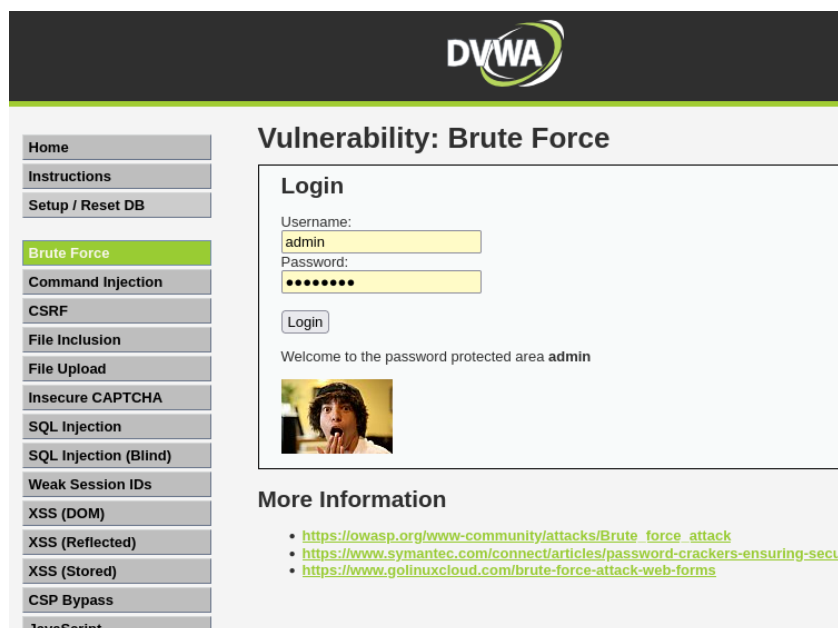 DVWA
Home
Instructions
Setup / Reset DB
Brute Force
Command Injection
CSRF
File Inclusion
File Upload
Insecure CAPTCHA
SQL Injection
SQL Injection (Blind)
Weak Session IDs
XSS (DOM)
XSS (Reflected)
XSS (Stored)
CSP Bypass
JavaScript
Vulnerability: Brute Force
Login
Username:
admin
Password:
●●●●●●●●
Login
Welcome to the password protected area admin
More Information
• https://owasp.org/www-community/attacks/Brute_force_attack
• https://www.symantec.com/connect/articles/password-crackers-ensuring-secu
• https://www.golinuxcloud.com/brute-force-attack-web-forms